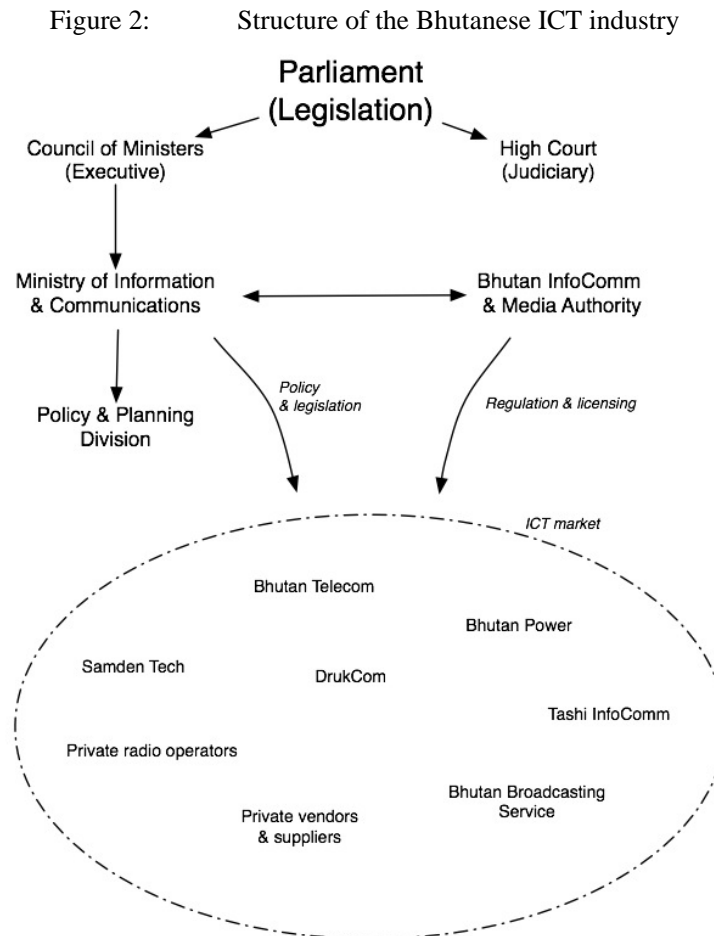 Figure 2: Structure of the Bhutanese ICT industry
Parliament
(Legislation)
Council of Ministers
(Executive)
High Court
(Judiciary)
Ministry of Information
& Communications
Bhutan InfoComm
& Media Authority
Policy
& legislation
Regulation & licensing
Policy & Planning
Division
ICT market
Bhutan Telecom
Bhutan Power
Samden Tech
DrukCom
Tashi InfoComm
Private radio operators
Bhutan Broadcasting
Service
Private vendors
& suppliers